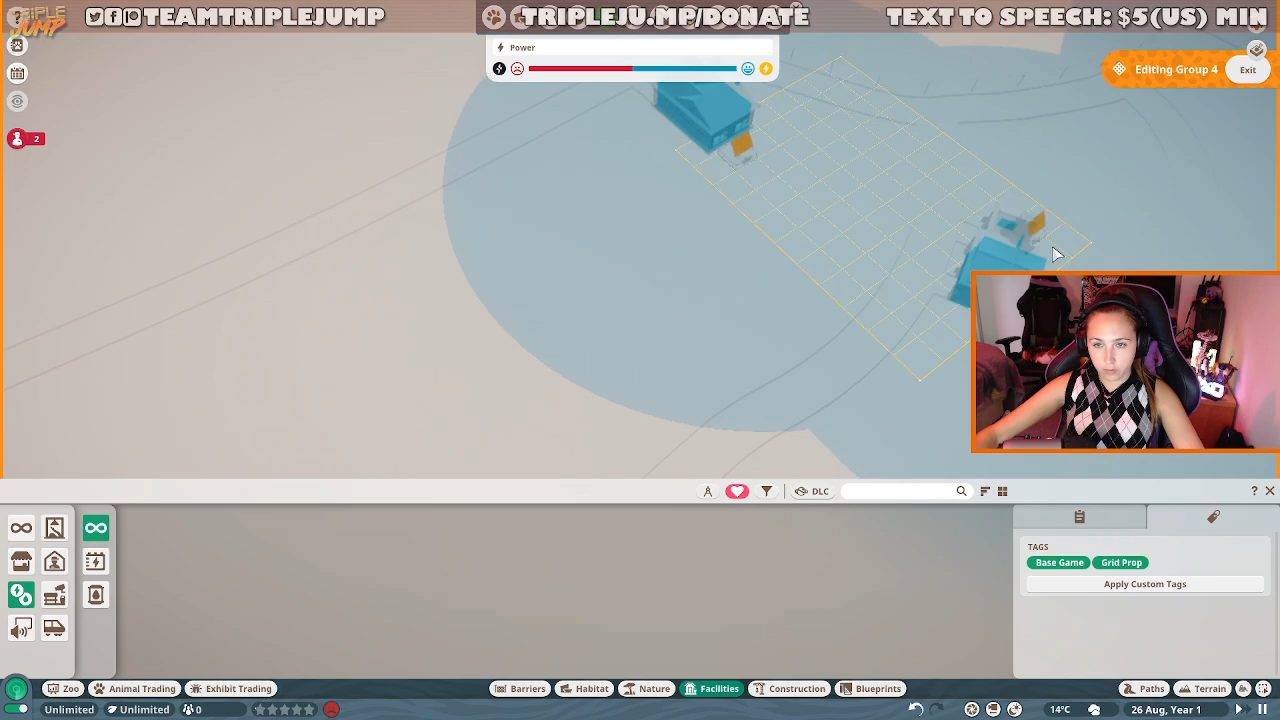 TRIPLE
JUMP
@TEAMTRIPLEJUMP
TRIPLEJU.MP/DONATE
TEXT TO SPEECH: $5(US) MIN
Power
Editing Group 4
Exit
2
DLC
?
TAGS
Base Game
Grid Prop
Apply Custom Tags
Zoo
Animal Trading
Exhibit Trading
Barriers
Habitat
Nature
Facilities
Construction
Blueprints
Paths
Terrain
Unlimited
Unlimited
0
14°C
26 Aug, Year 1